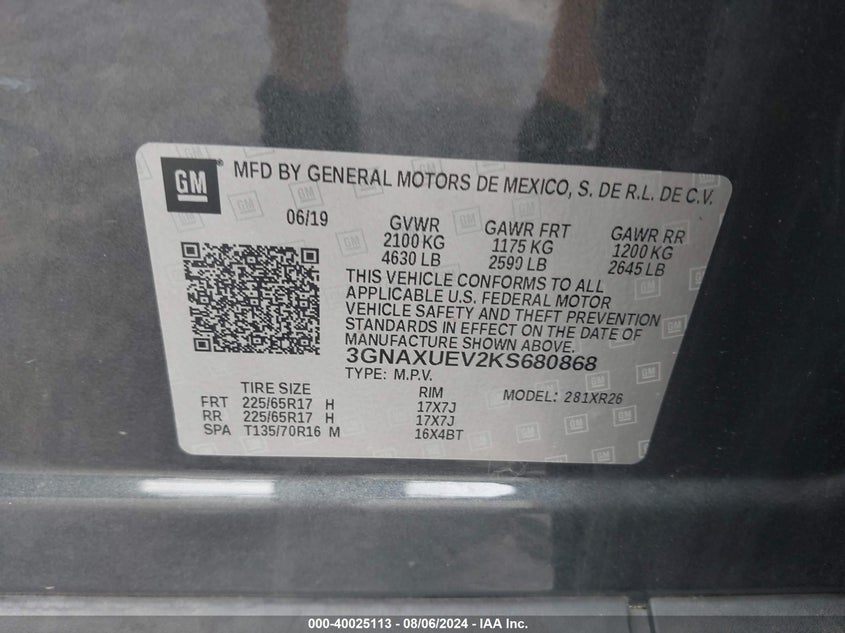 GM® MFD BY GENERAL MOTORS DE MEXICO, S. DE R.L. DE C.V.
06/19 GVWR GAWR FRT GAWR RR
2100 KG 1175 KG 1200 KG
4630 LB 2590 LB 2645 LB
THIS VEHICLE CONFORMS TO ALL
APPLICABLE U.S. FEDERAL MOTOR
VEHICLE SAFETY AND THEFT PREVENTION
STANDARDS IN EFFECT ON THE DATE OF
MANUFACTURE SHOWN ABOVE.
3GNAXUEV2KS680868
TYPE: M.P.V.
TIRE SIZE RIM MODEL: 281XR26
FRT 225/65R17 H 17X7J
RR 225/65R17 H 17X7J
SPA T135/70R16 M 16X4BT
000-40025113 - 08/06/2024 - IAA Inc.